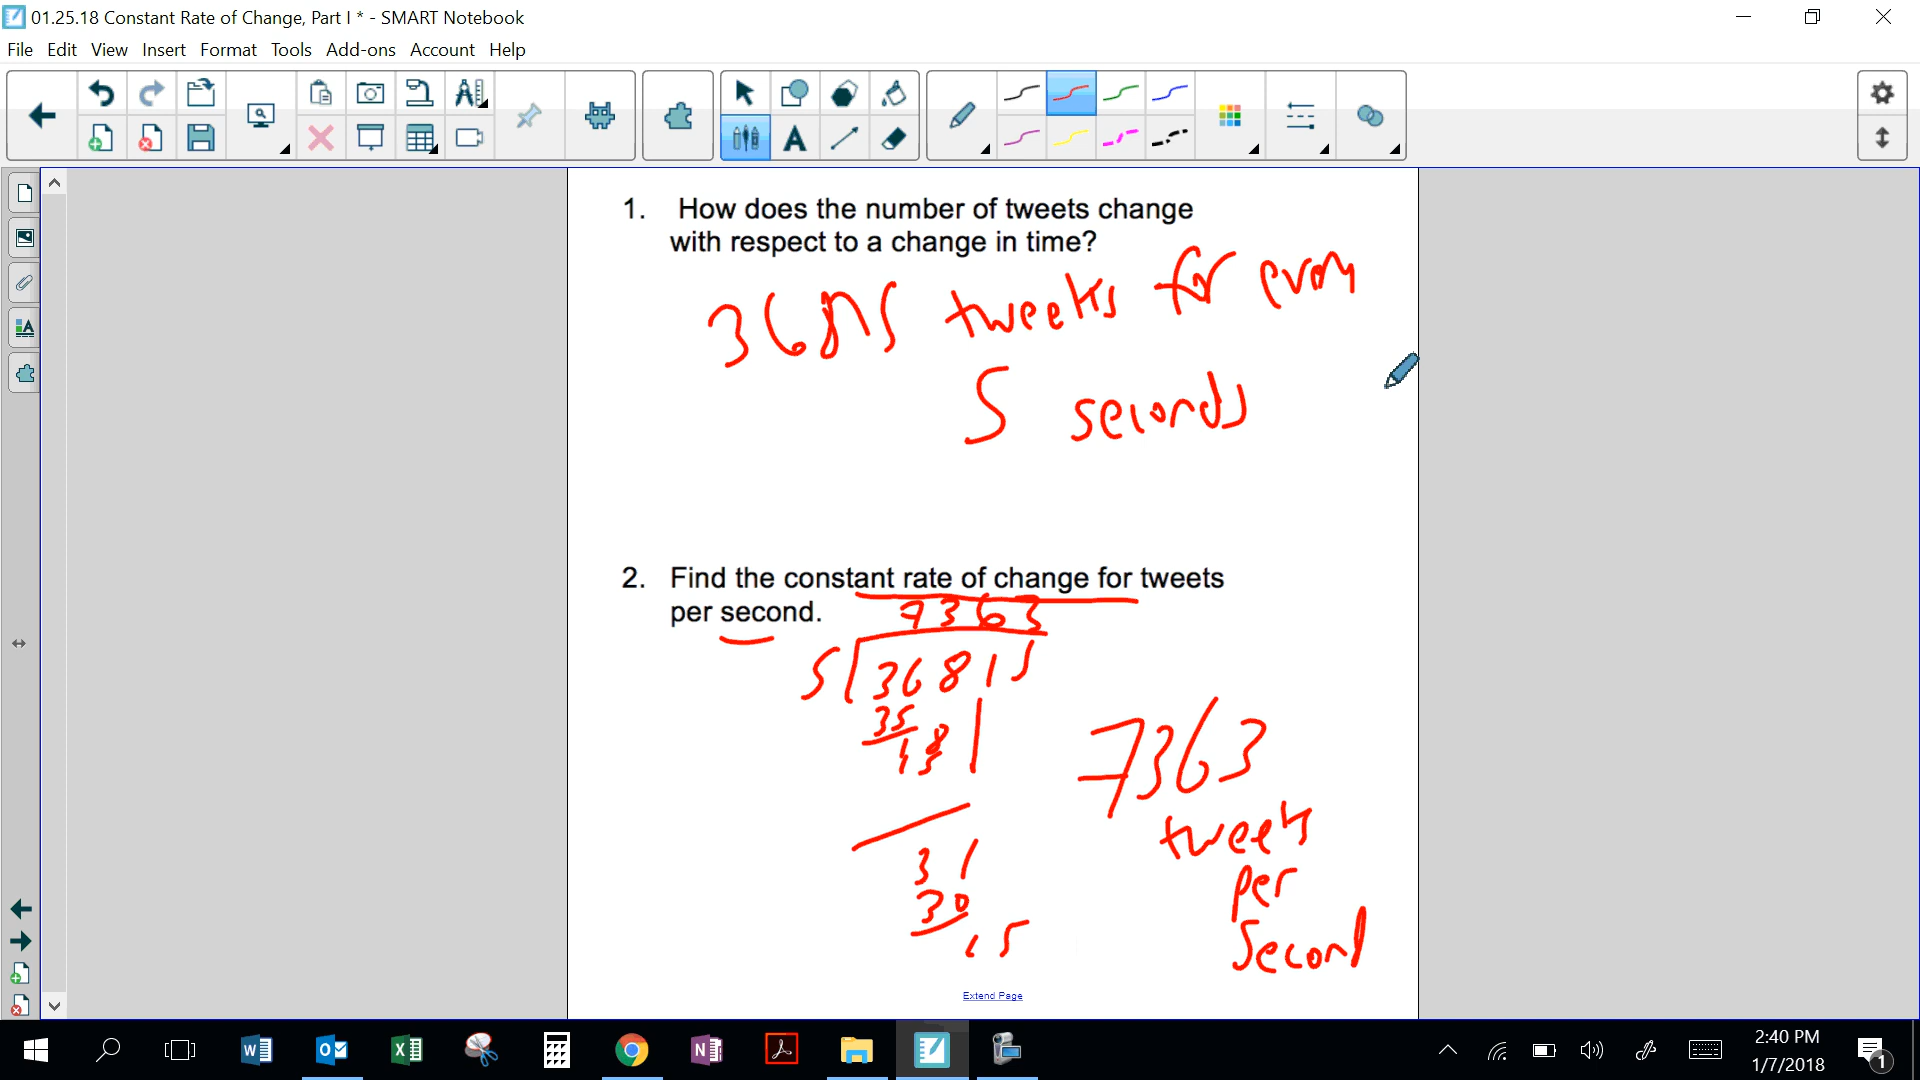 01.25.18 Constant Rate of Change, Part I * - SMART Notebook
File Edit View Insert Format Tools Add-ons Account Help
1. How does the number of tweets change
with respect to a change in time?
36815 tweets for every
5 seconds
2. Find the constant rate of change for tweets
per second.
7363
5 36815
35
18
31
30
15
7363
tweets
per
second
Extend Page
2:40 PM
1/7/2018
1